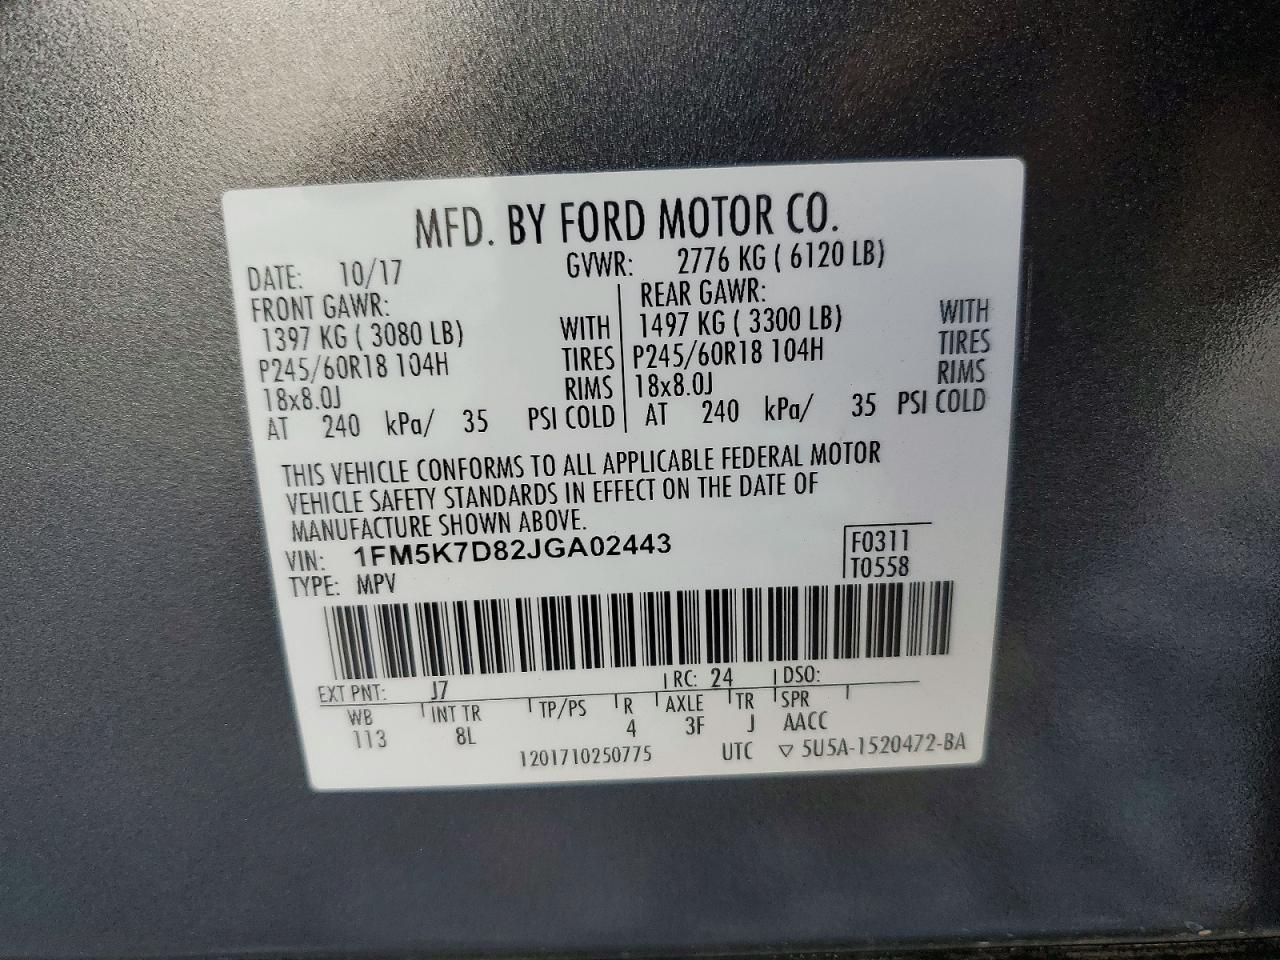 MFD. BY FORD MOTOR CO.
DATE: 10/17 GVWR: 2776 KG ( 6120 LB)
FRONT GAWR: REAR GAWR:
1397 KG ( 3080 LB) WITH 1497 KG ( 3300 LB) WITH
P245/60R18 104H TIRES P245/60R18 104H TIRES
18x8.0J RIMS 18x8.0J RIMS
AT 240 kPa/ 35 PSI COLD AT 240 kPa/ 35 PSI COLD
THIS VEHICLE CONFORMS TO ALL APPLICABLE FEDERAL MOTOR
VEHICLE SAFETY STANDARDS IN EFFECT ON THE DATE OF
MANUFACTURE SHOWN ABOVE.
VIN: 1FM5K7D82JGA02443 F0311
TYPE: MPV T0558
EXT PNT: J7 RC: 24 DSO:
WB INT TR TP/PS R AXLE TR SPR
113 8L 4 3F J AACC
1201710250775 UTC ▽ 5U5A-1520472-BA